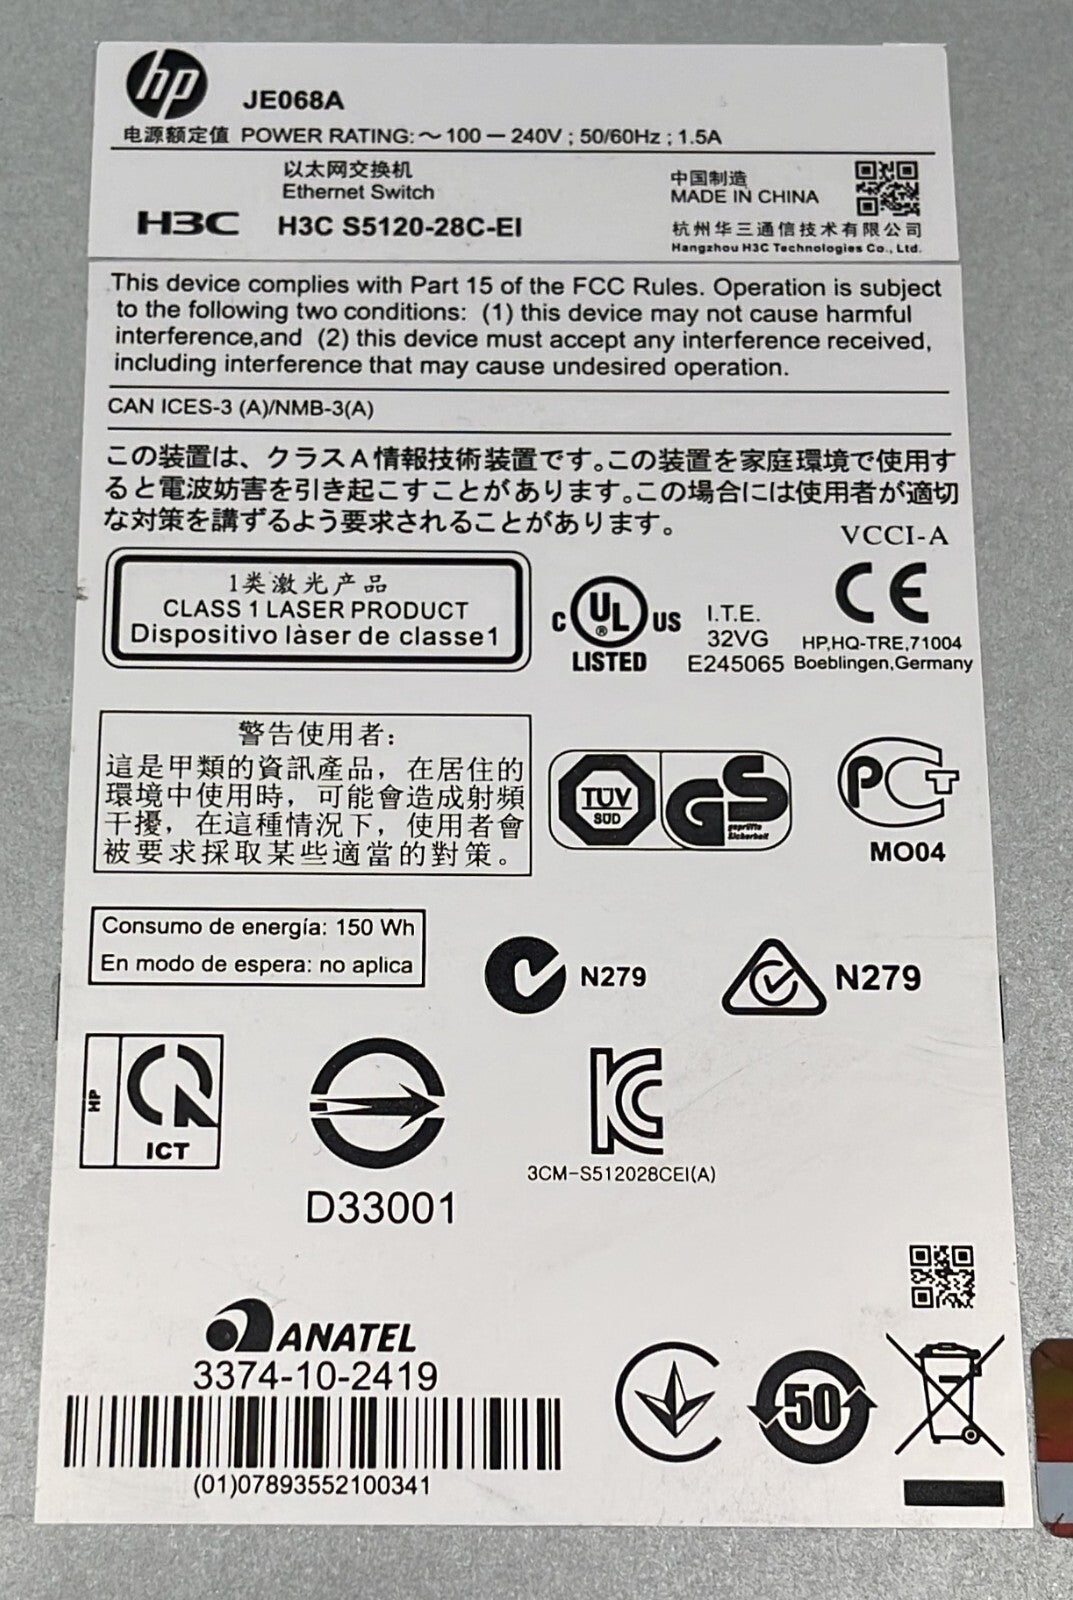 hp
JE068A
电源额定值 POWER RATING: ～ 100 － 240V ; 50/60Hz ; 1.5A
以太网交换机
Ethernet Switch
H3C
H3C S5120-28C-EI
中国制造
MADE IN CHINA
杭州华三通信技术有限公司
Hangzhou H3C Technologies Co., Ltd.
This device complies with Part 15 of the FCC Rules. Operation is subject
to the following two conditions: (1) this device may not cause harmful
interference,and (2) this device must accept any interference received,
including interference that may cause undesired operation.
CAN ICES-3 (A)/NMB-3(A)
この装置は、クラスA情報技術装置です。この装置を家庭環境で使用す
ると電波妨害を引き起こすことがあります。この場合には使用者が適切
な対策を講ずるよう要求されることがあります。
VCCI-A
1类激光产品
CLASS 1 LASER PRODUCT
Dispositivo làser de classe1
C UL ® US
LISTED
I.T.E.
32VG
E245065
CE
HP,HQ-TRE,71004
Boeblingen,Germany
警告使用者：
這是甲類的資訊產品，在居住的
環境中使用時，可能會造成射頻
干擾，在這種情況下，使用者會
被要求採取某些適當的對策。
TÜV
SÜD
GS
geprüfte
Sicherheit
PCT
MO04
Consumo de energía: 150 Wh
En modo de espera: no aplica
N279
N279
HP
ICT
D33001
KC
3CM-S512028CEI(A)
ANATEL
3374-10-2419
(01)07893552100341
50